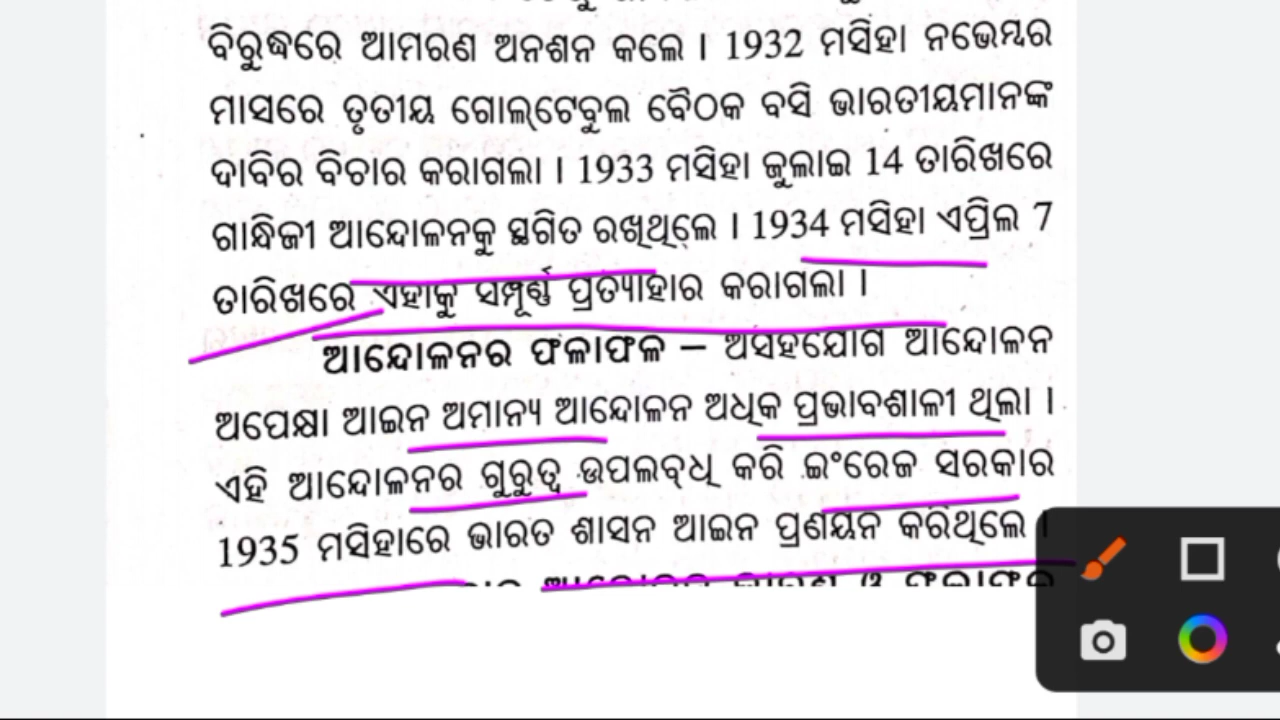 ବିରୁଦ୍ଧରେ ଆମରଣ ଅନଶନ କଲେ । 1932 ମସିହା ନଭେମ୍ବର
ମାସରେ ତୃତୀୟ ଗୋଲ୍‌ଟେବୁଲ ବୈଠକ ବସି ଭାରତୀୟମାନଙ୍କ
ଦାବିର ବିଚାର କରାଗଲା । 1933 ମସିହା ଜୁଲାଇ 14 ତାରିଖରେ
ଗାନ୍ଧିଜୀ ଆନ୍ଦୋଳନକୁ ସ୍ଥଗିତ ରଖିଥିଲେ । 1934 ମସିହା ଏପ୍ରିଲ 7
ତାରିଖରେ ଏହାକୁ ସମ୍ପୂର୍ଣ୍ଣ ପ୍ରତ୍ୟାହାର କରାଗଲା ।
ଆନ୍ଦୋଳନର ଫଳାଫଳ – ଅସହଯୋଗ ଆନ୍ଦୋଳନ
ଅପେକ୍ଷା ଆଇନ ଅମାନ୍ୟ ଆନ୍ଦୋଳନ ଅଧିକ ପ୍ରଭାବଶାଳୀ ଥିଲା ।
ଏହି ଆନ୍ଦୋଳନର ଗୁରୁତ୍ୱ ଉପଲବ୍ଧି କରି ଇଂରେଜ ସରକାର
1935 ମସିହାରେ ଭାରତ ଶାସନ ଆଇନ ପ୍ରଣୟନ କରିଥିଲେ ।